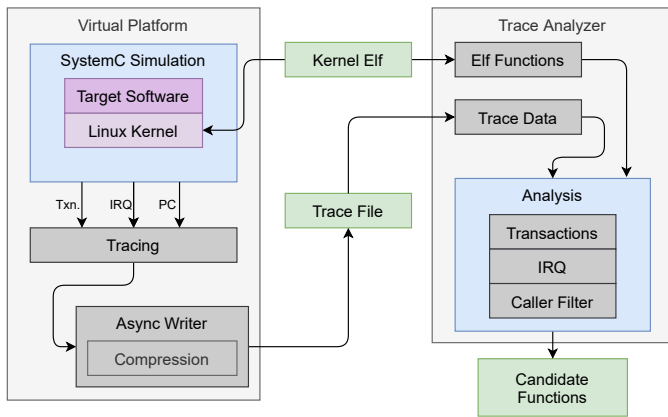 Virtual Platform
SystemC Simulation
Target Software
Linux Kernel
Txn.
IRQ
PC
Tracing
Async Writer
Compression
Kernel Elf
Trace File
Trace Analyzer
Elf Functions
Trace Data
Analysis
Transactions
IRQ
Caller Filter
Candidate
Functions